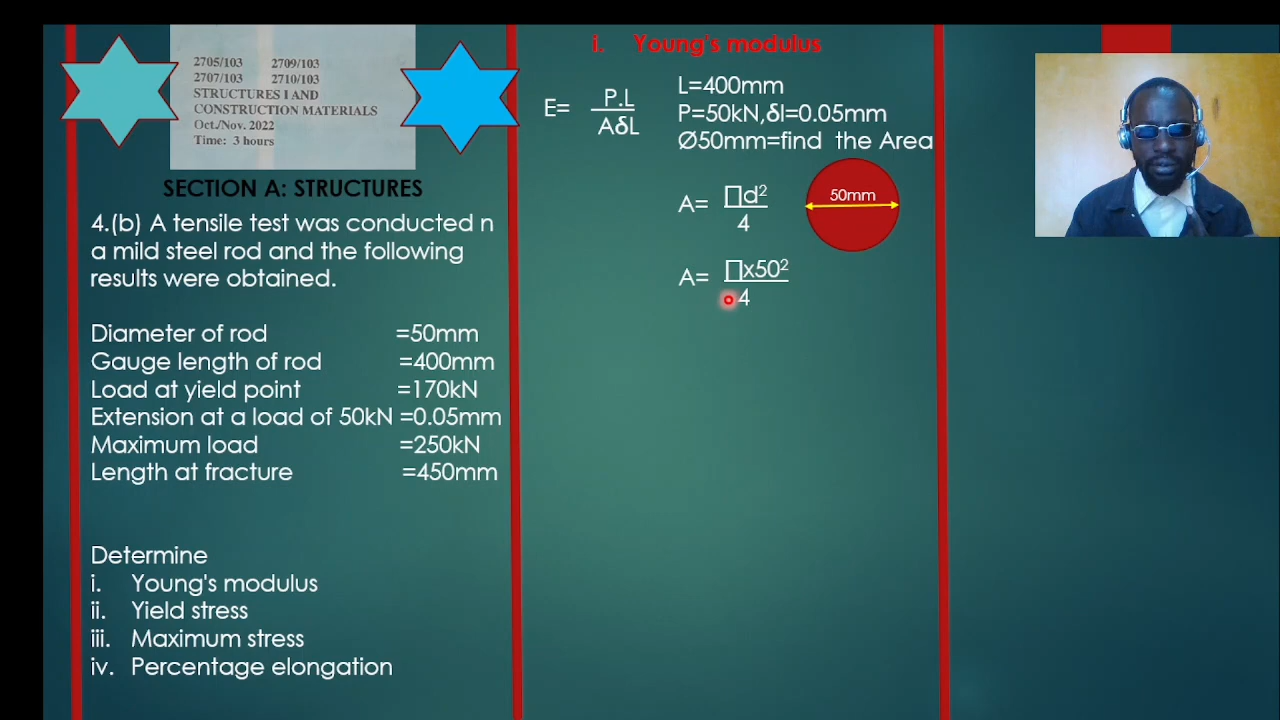 2705/103 2709/103
2707/103 2710/103
STRUCTURES I AND
CONSTRUCTION MATERIALS
Oct./Nov. 2022
Time: 3 hours
SECTION A: STRUCTURES
4.(b) A tensile test was conducted n
a mild steel rod and the following
results were obtained.
Diameter of rod =50mm
Gauge length of rod =400mm
Load at yield point =170kN
Extension at a load of 50kN =0.05mm
Maximum load =250kN
Length at fracture =450mm
Determine
i. Young's modulus
ii. Yield stress
iii. Maximum stress
iv. Percentage elongation
i. Young's modulus
E= P.L
AδL
L=400mm
P=50kN,δl=0.05mm
Ø50mm=find the Area
A= ∏d²
4
50mm
A= ∏x50²
4